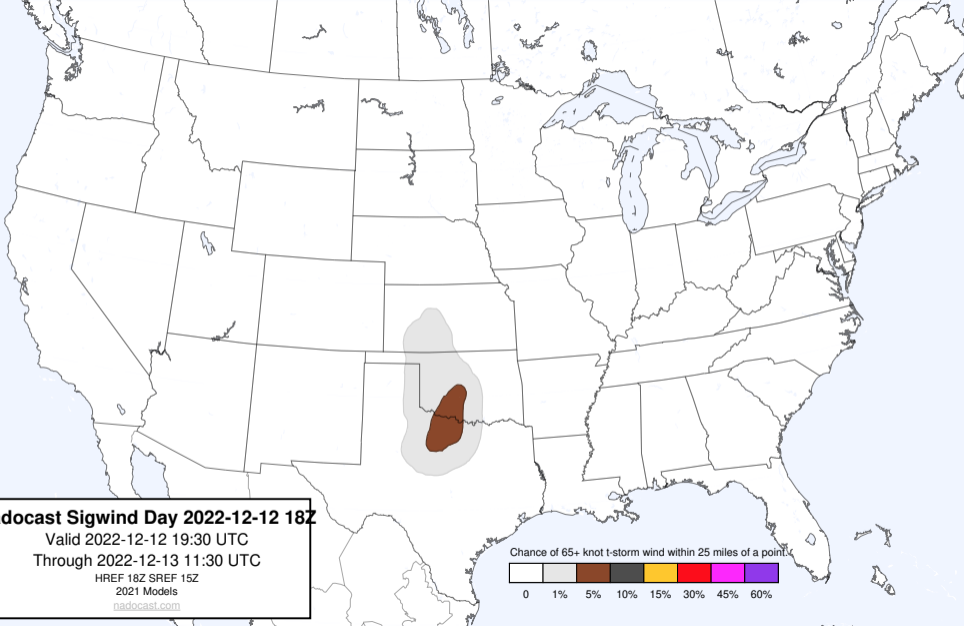 adocast Sigwind Day 2022-12-12 18Z
Valid 2022-12-12 19:30 UTC
Through 2022-12-13 11:30 UTC
HREF 18Z SREF 15Z
2021 Models
nadocast.com
Chance of 65+ knot t-storm wind within 25 miles of a point.
0 1% 5% 10% 15% 30% 45% 60%